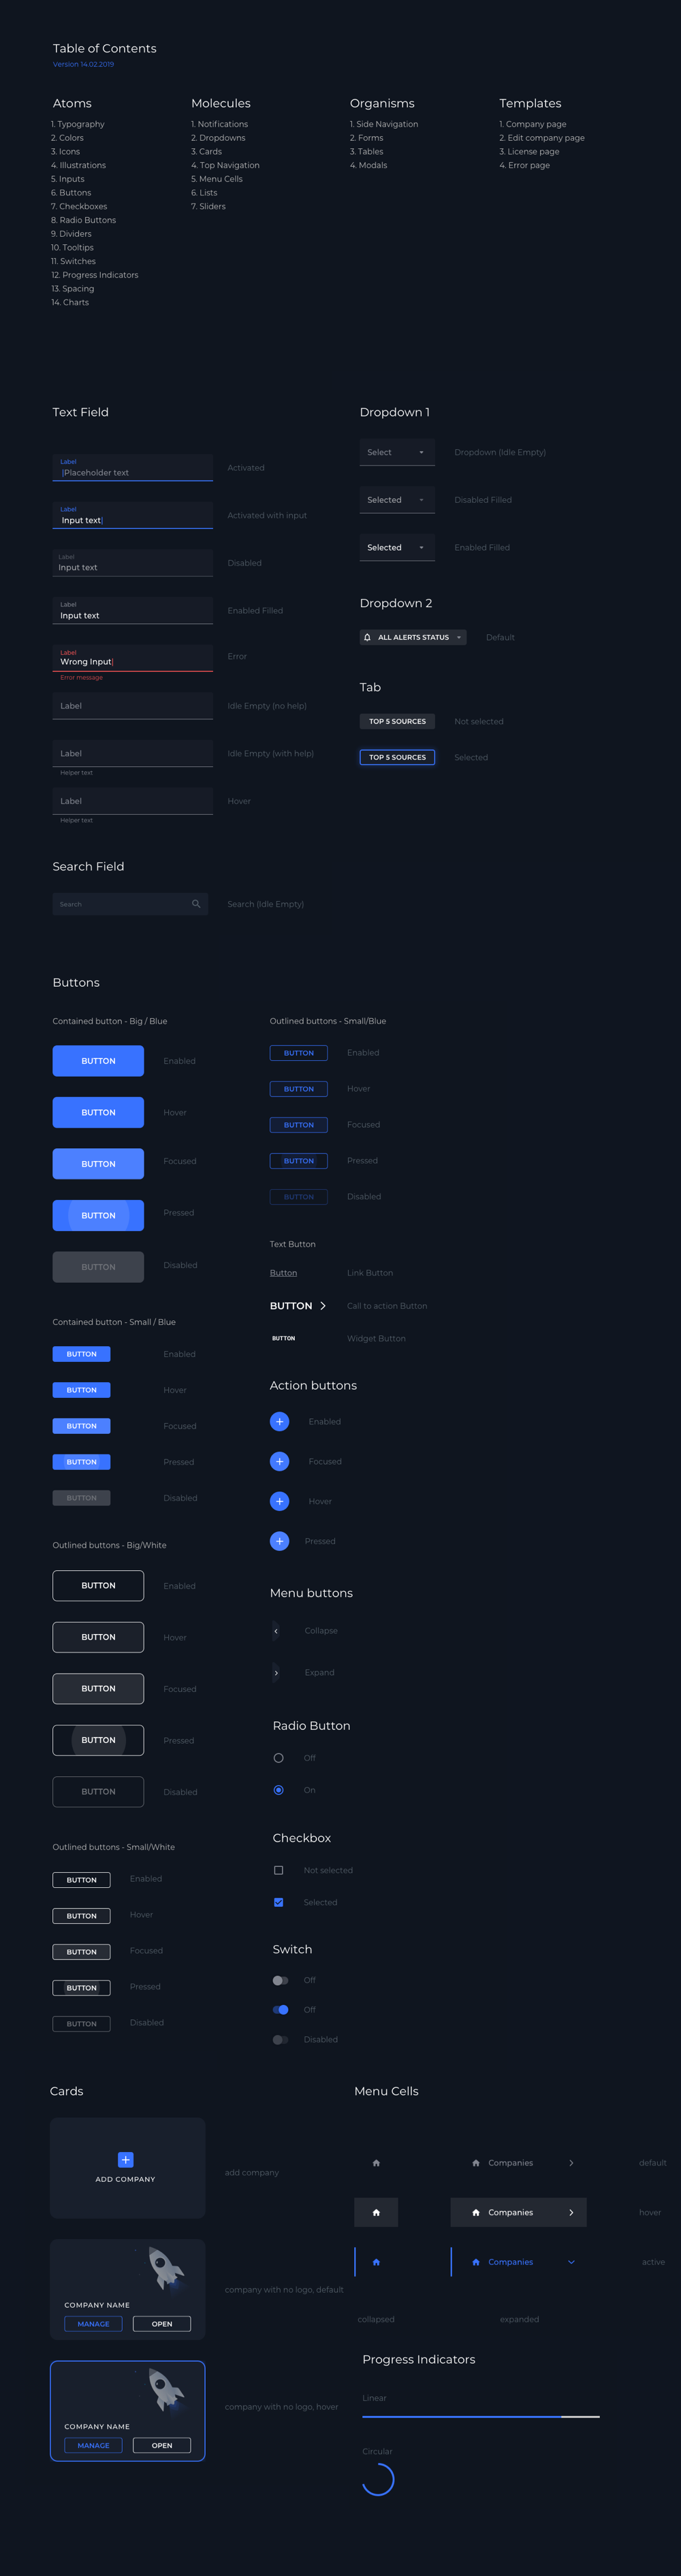 Table of Contents
Version 14.02.2019
Atoms
1. Typography
2. Colors
3. Icons
4. Illustrations
5. Inputs
6. Buttons
7. Checkboxes
8. Radio Buttons
9. Dividers
10. Tooltips
11. Switches
12. Progress Indicators
13. Spacing
14. Charts
Molecules
1. Notifications
2. Dropdowns
3. Cards
4. Top Navigation
5. Menu Cells
6. Lists
7. Sliders
Organisms
1. Side Navigation
2. Forms
3. Tables
4. Modals
Templates
1. Company page
2. Edit company page
3. License page
4. Error page
Text Field
Label
Placeholder text
Activated
Label
Input text
Activated with input
Label
Input text
Disabled
Label
Input text
Enabled Filled
Label
Wrong Input
Error message
Error
Label
Idle Empty (no help)
Label
Helper text
Idle Empty (with help)
Label
Helper text
Hover
Dropdown 1
Select
Dropdown (Idle Empty)
Selected
Disabled Filled
Selected
Enabled Filled
Dropdown 2
ALL ALERTS STATUS
Default
Tab
TOP 5 SOURCES
Not selected
TOP 5 SOURCES
Selected
Search Field
Search
Search (Idle Empty)
Buttons
Contained button - Big / Blue
BUTTON
Enabled
BUTTON
Hover
BUTTON
Focused
BUTTON
Pressed
BUTTON
Disabled
Contained button - Small / Blue
BUTTON
Enabled
BUTTON
Hover
BUTTON
Focused
BUTTON
Pressed
BUTTON
Disabled
Outlined buttons - Big/White
BUTTON
Enabled
BUTTON
Hover
BUTTON
Focused
BUTTON
Pressed
BUTTON
Disabled
Outlined buttons - Small/White
BUTTON
Enabled
BUTTON
Hover
BUTTON
Focused
BUTTON
Pressed
BUTTON
Disabled
Outlined buttons - Small/Blue
BUTTON
Enabled
BUTTON
Hover
BUTTON
Focused
BUTTON
Pressed
BUTTON
Disabled
Text Button
Button
Link Button
BUTTON
Call to action Button
BUTTON
Widget Button
Action buttons
Enabled
Focused
Hover
Pressed
Menu buttons
Collapse
Expand
Radio Button
Off
On
Checkbox
Not selected
Selected
Switch
Off
Off
Disabled
Cards
ADD COMPANY
add company
COMPANY NAME
MANAGE
OPEN
company with no logo, default
COMPANY NAME
MANAGE
OPEN
company with no logo, hover
Menu Cells
Companies
default
Companies
hover
Companies
active
collapsed
expanded
Progress Indicators
Linear
Circular